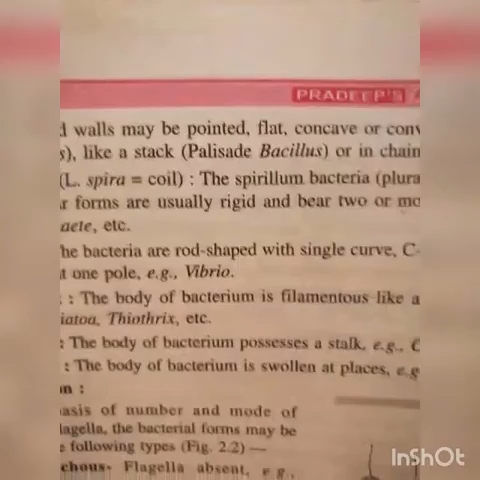 PRADEEP'S
walls may be pointed, flat, concave or conv
s), like a stack (Palisade Bacillus) or in chain
(L. spira = coil) : The spirillum bacteria (plura
r forms are usually rigid and bear two or mo
aete, etc.
he bacteria are rod-shaped with single curve, C-
t one pole, e.g., Vibrio.
: The body of bacterium is filamentous like a
iatoa, Thiothrix, etc.
: The body of bacterium possesses a stalk, e.g., C
: The body of bacterium is swollen at places, e.g
n :
asis of number and mode of
lagella, the bacterial forms may be
e following types (Fig. 2.2) —
chous- Flagella absent, e.g.,
InShOt